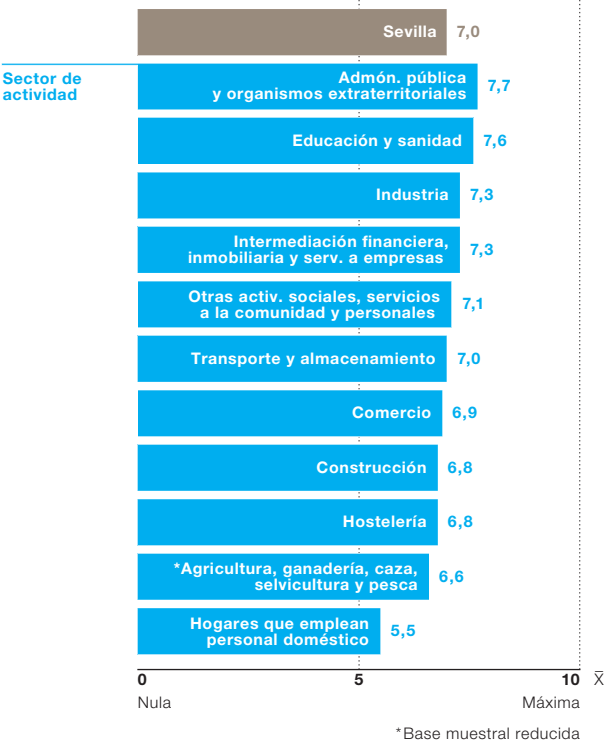 Sevilla 7,0
Sector de
actividad
Admón. pública
y organismos extraterritoriales 7,7
Educación y sanidad 7,6
Industria 7,3
Intermediación financiera,
inmobiliaria y serv. a empresas 7,3
Otras activ. sociales, servicios
a la comunidad y personales 7,1
Transporte y almacenamiento 7,0
Comercio 6,9
Construcción 6,8
Hostelería 6,8
*Agricultura, ganadería, caza,
selvicultura y pesca 6,6
Hogares que emplean
personal doméstico 5,5
0 5 10 X̅
Nula Máxima
*Base muestral reducida